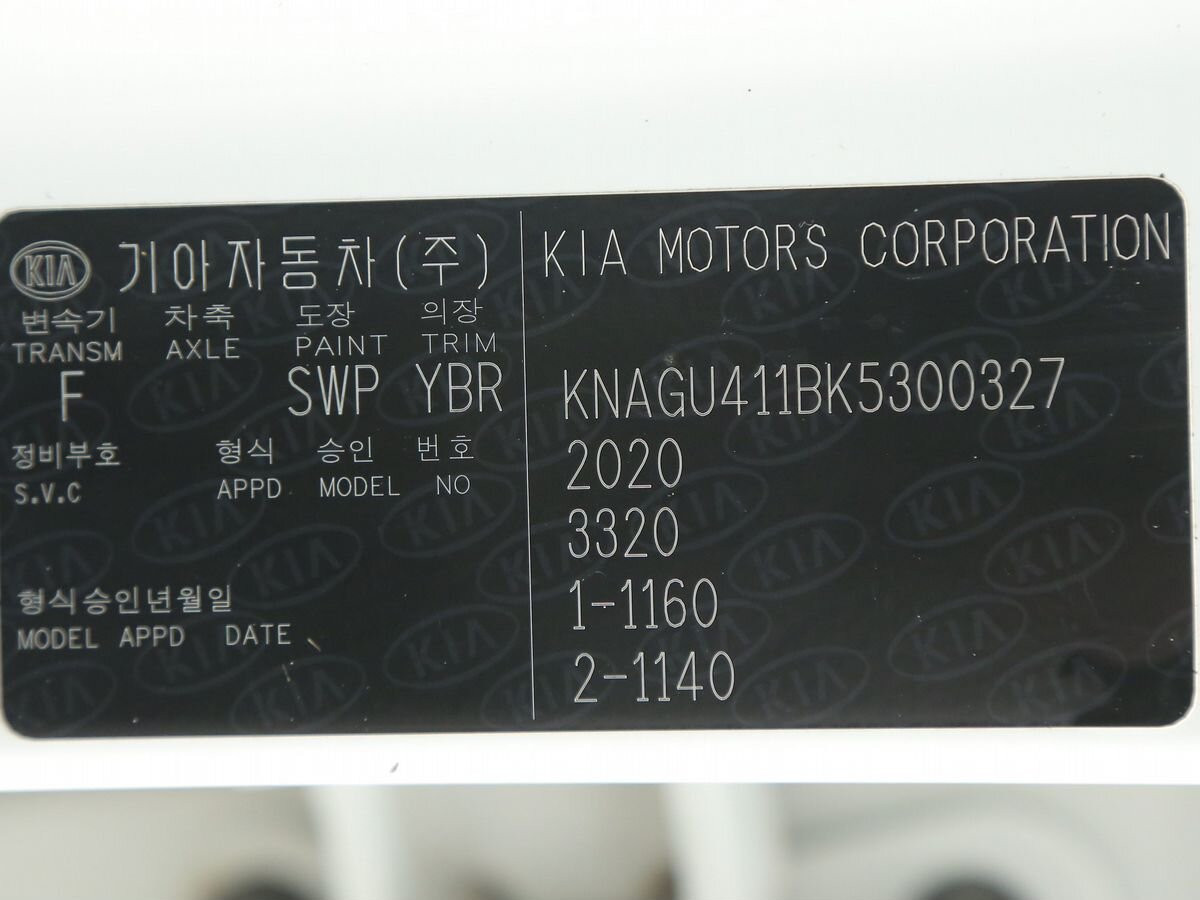 KIA 기아자동차(주) KIA MOTORS CORPORATION
변속기 차축 도장 의장
TRANSM AXLE PAINT TRIM
F SWP YBR KNAGU411BK5300327
정비부호 형식 승인 번호 2020
S.V.C APPD MODEL NO
3320
형식승인년월일 1-1160
MODEL APPD DATE
2-1140